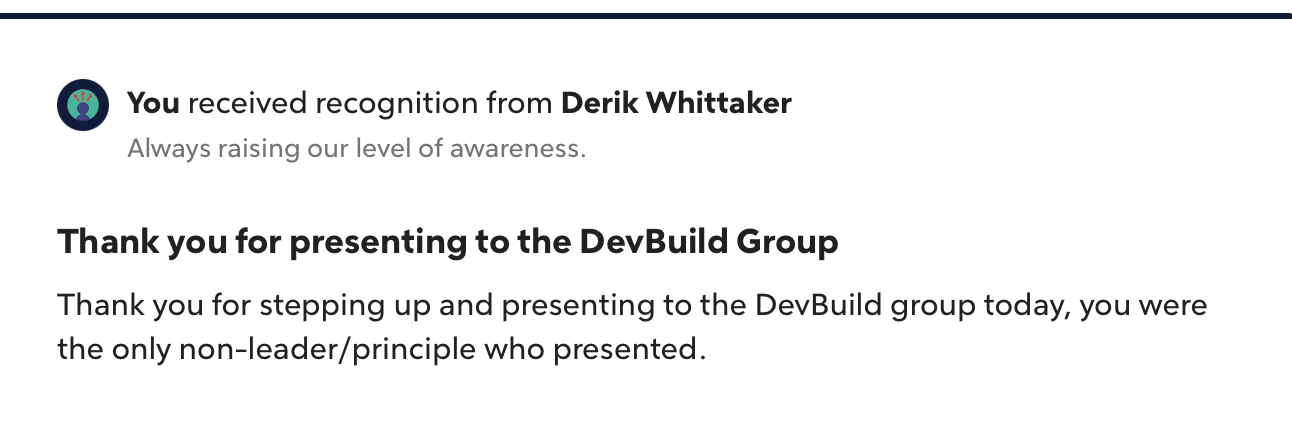 You received recognition from Derik Whittaker
Always raising our level of awareness.
Thank you for presenting to the DevBuild Group
Thank you for stepping up and presenting to the DevBuild group today, you were
the only non-leader/principle who presented.